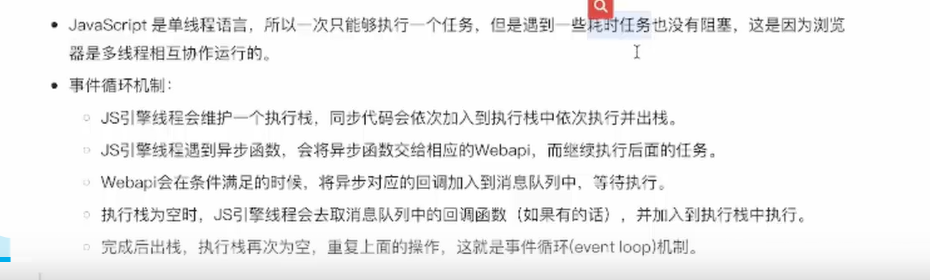 JavaScript 是单线程语言，所以一次只能够执行一个任务，但是遇到一些耗时任务也没有阻塞，这是因为浏览
器是多线程相互协作运行的。
事件循环机制：
JS引擎线程会维护一个执行栈，同步代码会依次加入到执行栈中依次执行并出栈。
JS引擎线程遇到异步函数，会将异步函数交给相应的Webapi，而继续执行后面的任务。
Webapi会在条件满足的时候，将异步对应的回调加入到消息队列中，等待执行。
执行栈为空时，JS引擎线程会去取消息队列中的回调函数（如果有的话），并加入到执行栈中执行。
完成后出栈，执行栈再次为空，重复上面的操作，这就是事件循环(event loop)机制。